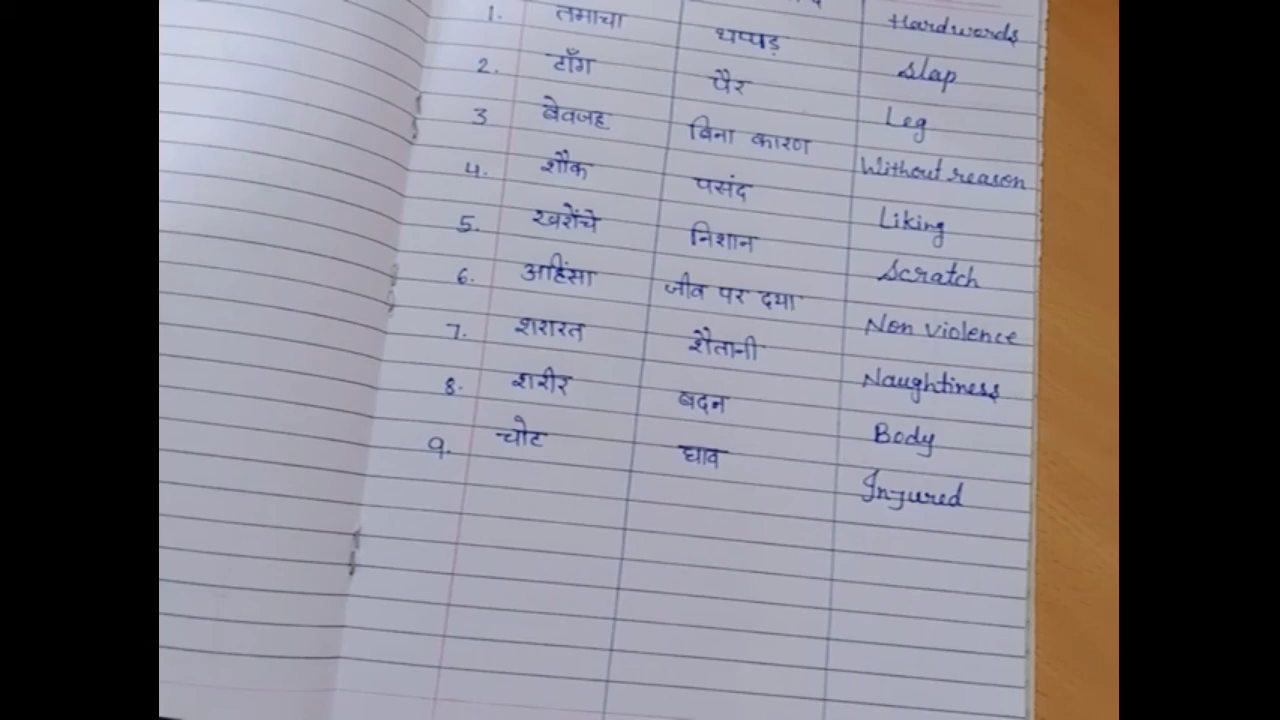 Hardwards
1. तमाचा थप्पड़ Slap
2. टाँग पैर Leg
3 बेवजह बिना कारण Without reason
4. शौक पसंद Liking
5. खरोंचे निशान Scratch
6. अहिंसा जीव पर दया Non violence
7. शरारत शैतानी Naughtiness
8. शरीर बदन Body
9. चोट घाव Injured